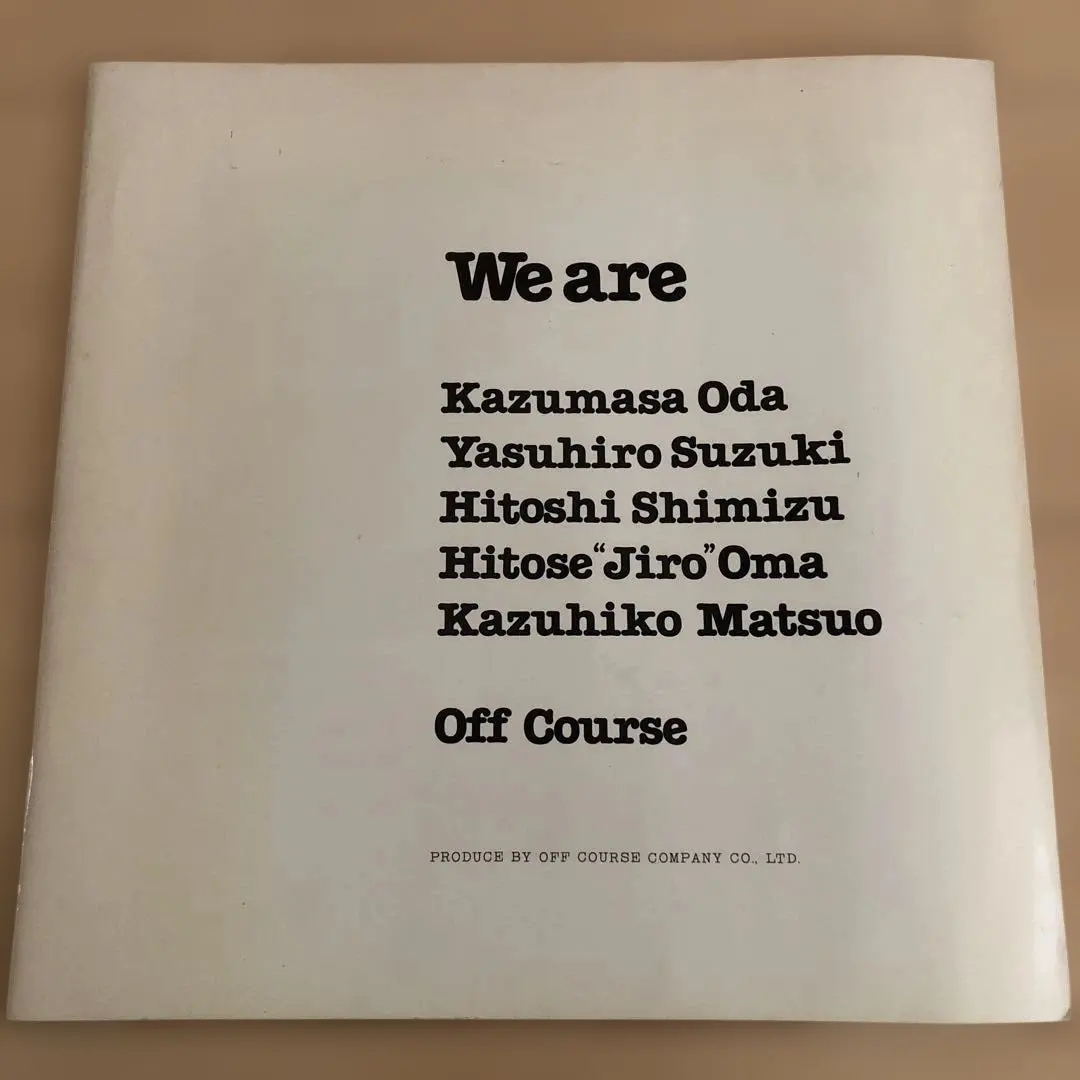 We are
Kazumasa Oda
Yasuhiro Suzuki
Hitoshi Shimizu
Hitose“Jiro”Oma
Kazuhiko Matsuo
Off Course
PRODUCE BY OFF COURSE COMPANY CO., LTD.